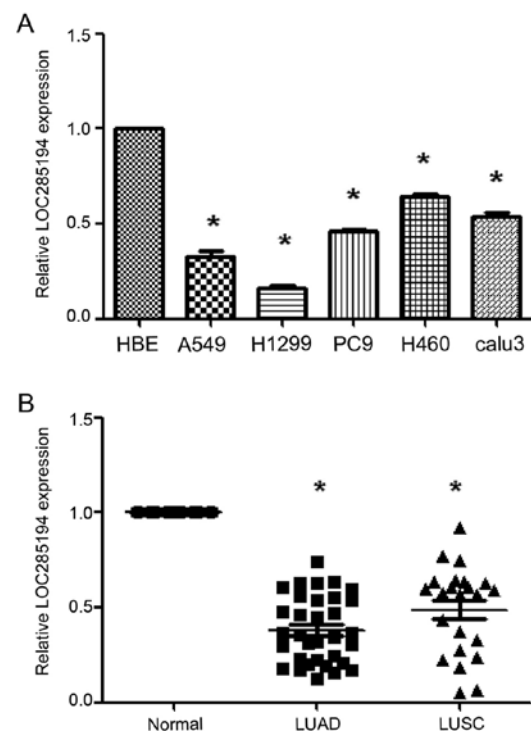 A
Relative LOC285194 expression
1.5
1.0
0.5
0.0
* * * * *
HBE A549 H1299 PC9 H460 calu3
B
Relative LOC285194 expression
1.5
1.0
0.5
0.0
* *
Normal LUAD LUSC